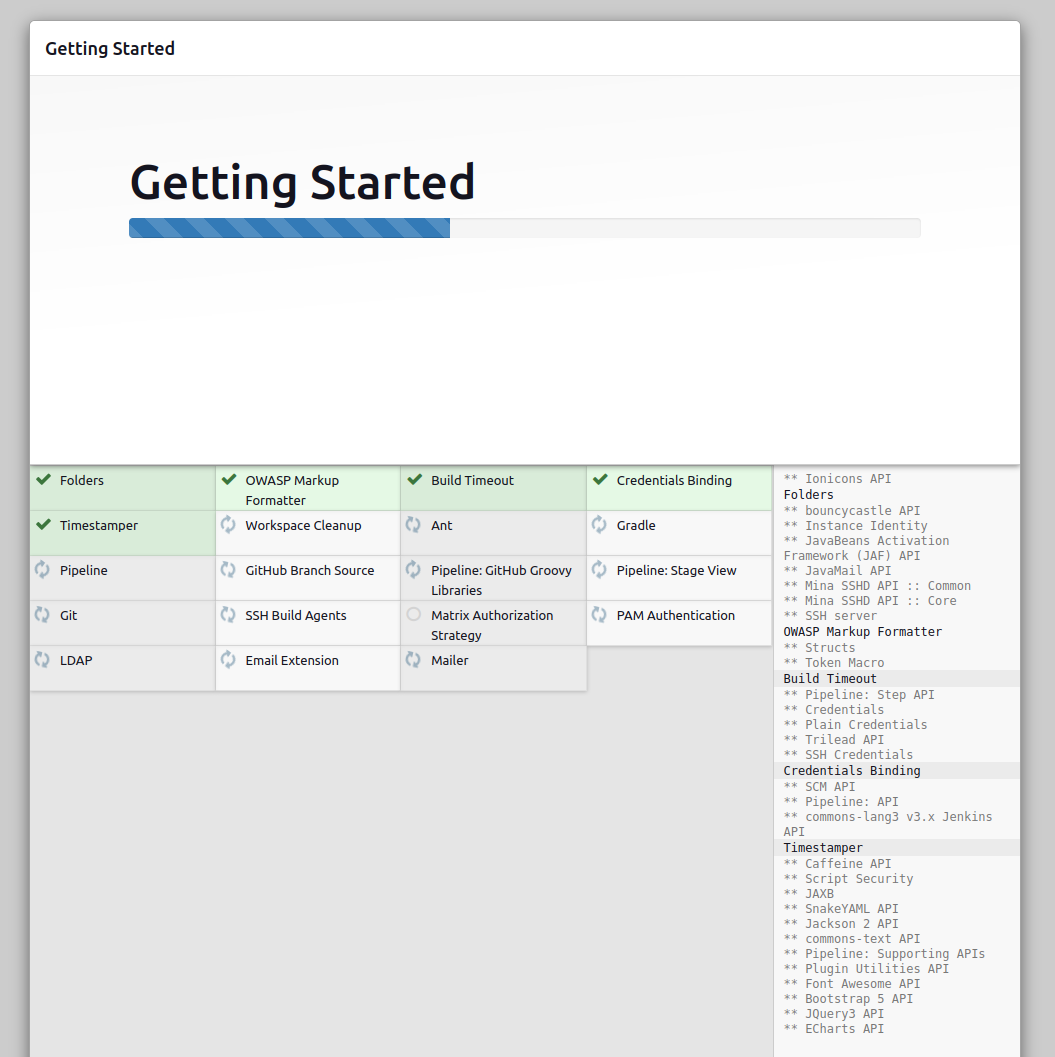 Getting Started
Getting Started
Folders
OWASP Markup
Formatter
Build Timeout
Credentials Binding
Timestamper
Workspace Cleanup
Ant
Gradle
Pipeline
GitHub Branch Source
Pipeline: GitHub Groovy
Libraries
Pipeline: Stage View
Git
SSH Build Agents
Matrix Authorization
Strategy
PAM Authentication
LDAP
Email Extension
Mailer
** Ionicons API
Folders
** bouncycastle API
** Instance Identity
** JavaBeans Activation
Framework (JAF) API
** JavaMail API
** Mina SSHD API :: Common
** Mina SSHD API :: Core
** SSH server
OWASP Markup Formatter
** Structs
** Token Macro
Build Timeout
** Pipeline: Step API
** Credentials
** Plain Credentials
** Trilead API
** SSH Credentials
Credentials Binding
** SCM API
** Pipeline: API
** commons-lang3 v3.x Jenkins
API
Timestamper
** Caffeine API
** Script Security
** JAXB
** SnakeYAML API
** Jackson 2 API
** commons-text API
** Pipeline: Supporting APIs
** Plugin Utilities API
** Font Awesome API
** Bootstrap 5 API
** JQuery3 API
** ECharts API